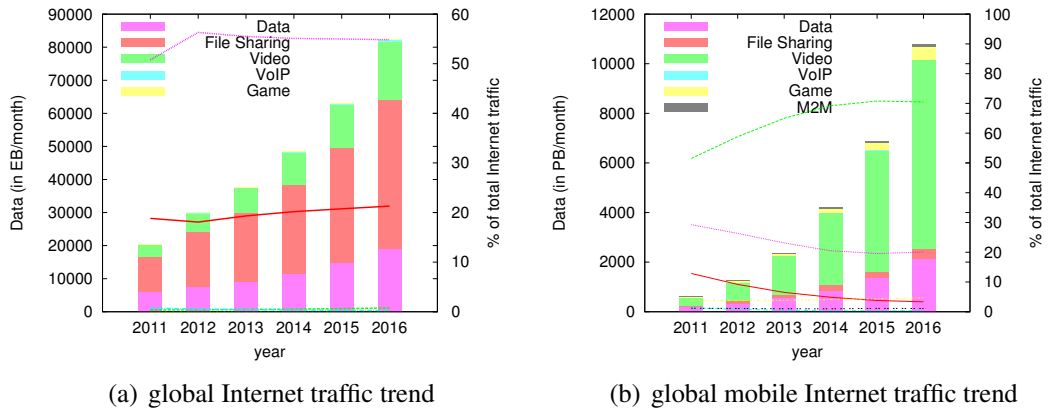 90000
80000
70000
60000
50000
40000
30000
20000
10000
0
Data (in EB/month)
Data
File Sharing
Video
VoIP
Game
60
50
40
30
20
10
0
% of total Internet traffic
2011 2012 2013 2014 2015 2016
year
(a) global Internet traffic trend
12000
10000
8000
6000
4000
2000
0
Data (in PB/month)
Data
File Sharing
Video
VoIP
Game
M2M
100
90
80
70
60
50
40
30
20
10
0
% of total Internet traffic
2011 2012 2013 2014 2015 2016
year
(b) global mobile Internet traffic trend